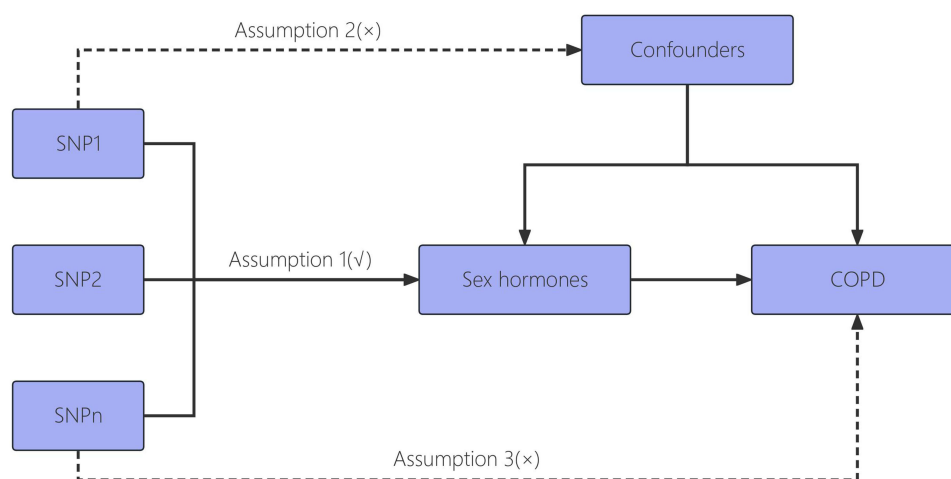 Assumption 2(×)
Confounders
SNP1
SNP2
Assumption 1(√)
Sex hormones
COPD
SNPn
Assumption 3(×)